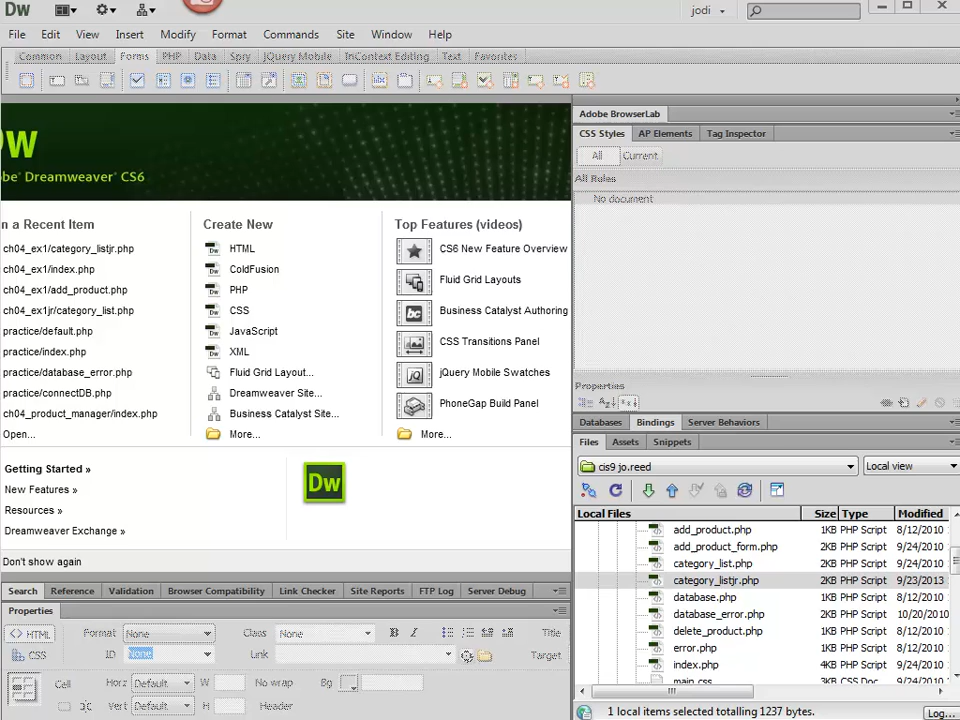 Dw
jodi
File Edit View Insert Modify Format Commands Site Window Help
Common Layout Forms PHP Data Spry jQuery Mobile InContext Editing Text Favorites
Adobe BrowserLab
CSS Styles AP Elements Tag Inspector
All Current
All Rules
No document
DW
be® Dreamweaver® CS6
n a Recent Item
ch04_ex1/category_listjr.php
ch04_ex1/index.php
ch04_ex1/add_product.php
ch04_ex1jr/category_list.php
practice/default.php
practice/index.php
practice/database_error.php
practice/connectDB.php
ch04_product_manager/index.php
Open...
Create New
HTML
ColdFusion
PHP
CSS
JavaScript
XML
Fluid Grid Layout...
Dreamweaver Site...
Business Catalyst Site...
More...
Top Features (videos)
CS6 New Feature Overview
Fluid Grid Layouts
Business Catalyst Authoring
CSS Transitions Panel
jQuery Mobile Swatches
PhoneGap Build Panel
More...
Getting Started »
New Features »
Resources »
Dreamweaver Exchange »
Dw
Don't show again
Properties
Databases Bindings Server Behaviors
Files Assets Snippets
cis9 jo.reed Local view
Local Files Size Type Modified
add_product.php 1KB PHP Script 8/12/2010
add_product_form.php 2KB PHP Script 9/24/2010
category_list.php 2KB PHP Script 9/24/2010
category_listjr.php 2KB PHP Script 9/23/2013
database.php 1KB PHP Script 8/12/2010
database_error.php 2KB PHP Script 10/20/2010
delete_product.php 1KB PHP Script 8/12/2010
error.php 1KB PHP Script 8/12/2010
index.php 4KB PHP Script 9/24/2010
main.css 3KB CSS Doc 8/12/2010
1 local items selected totalling 1237 bytes. Log...
Search Reference Validation Browser Compatibility Link Checker Site Reports FTP Log Server Debug
Properties
HTML Format None Class None B I Title
CSS ID None Link Target
Cell Horz Default W No wrap Bg
Vert Default H Header